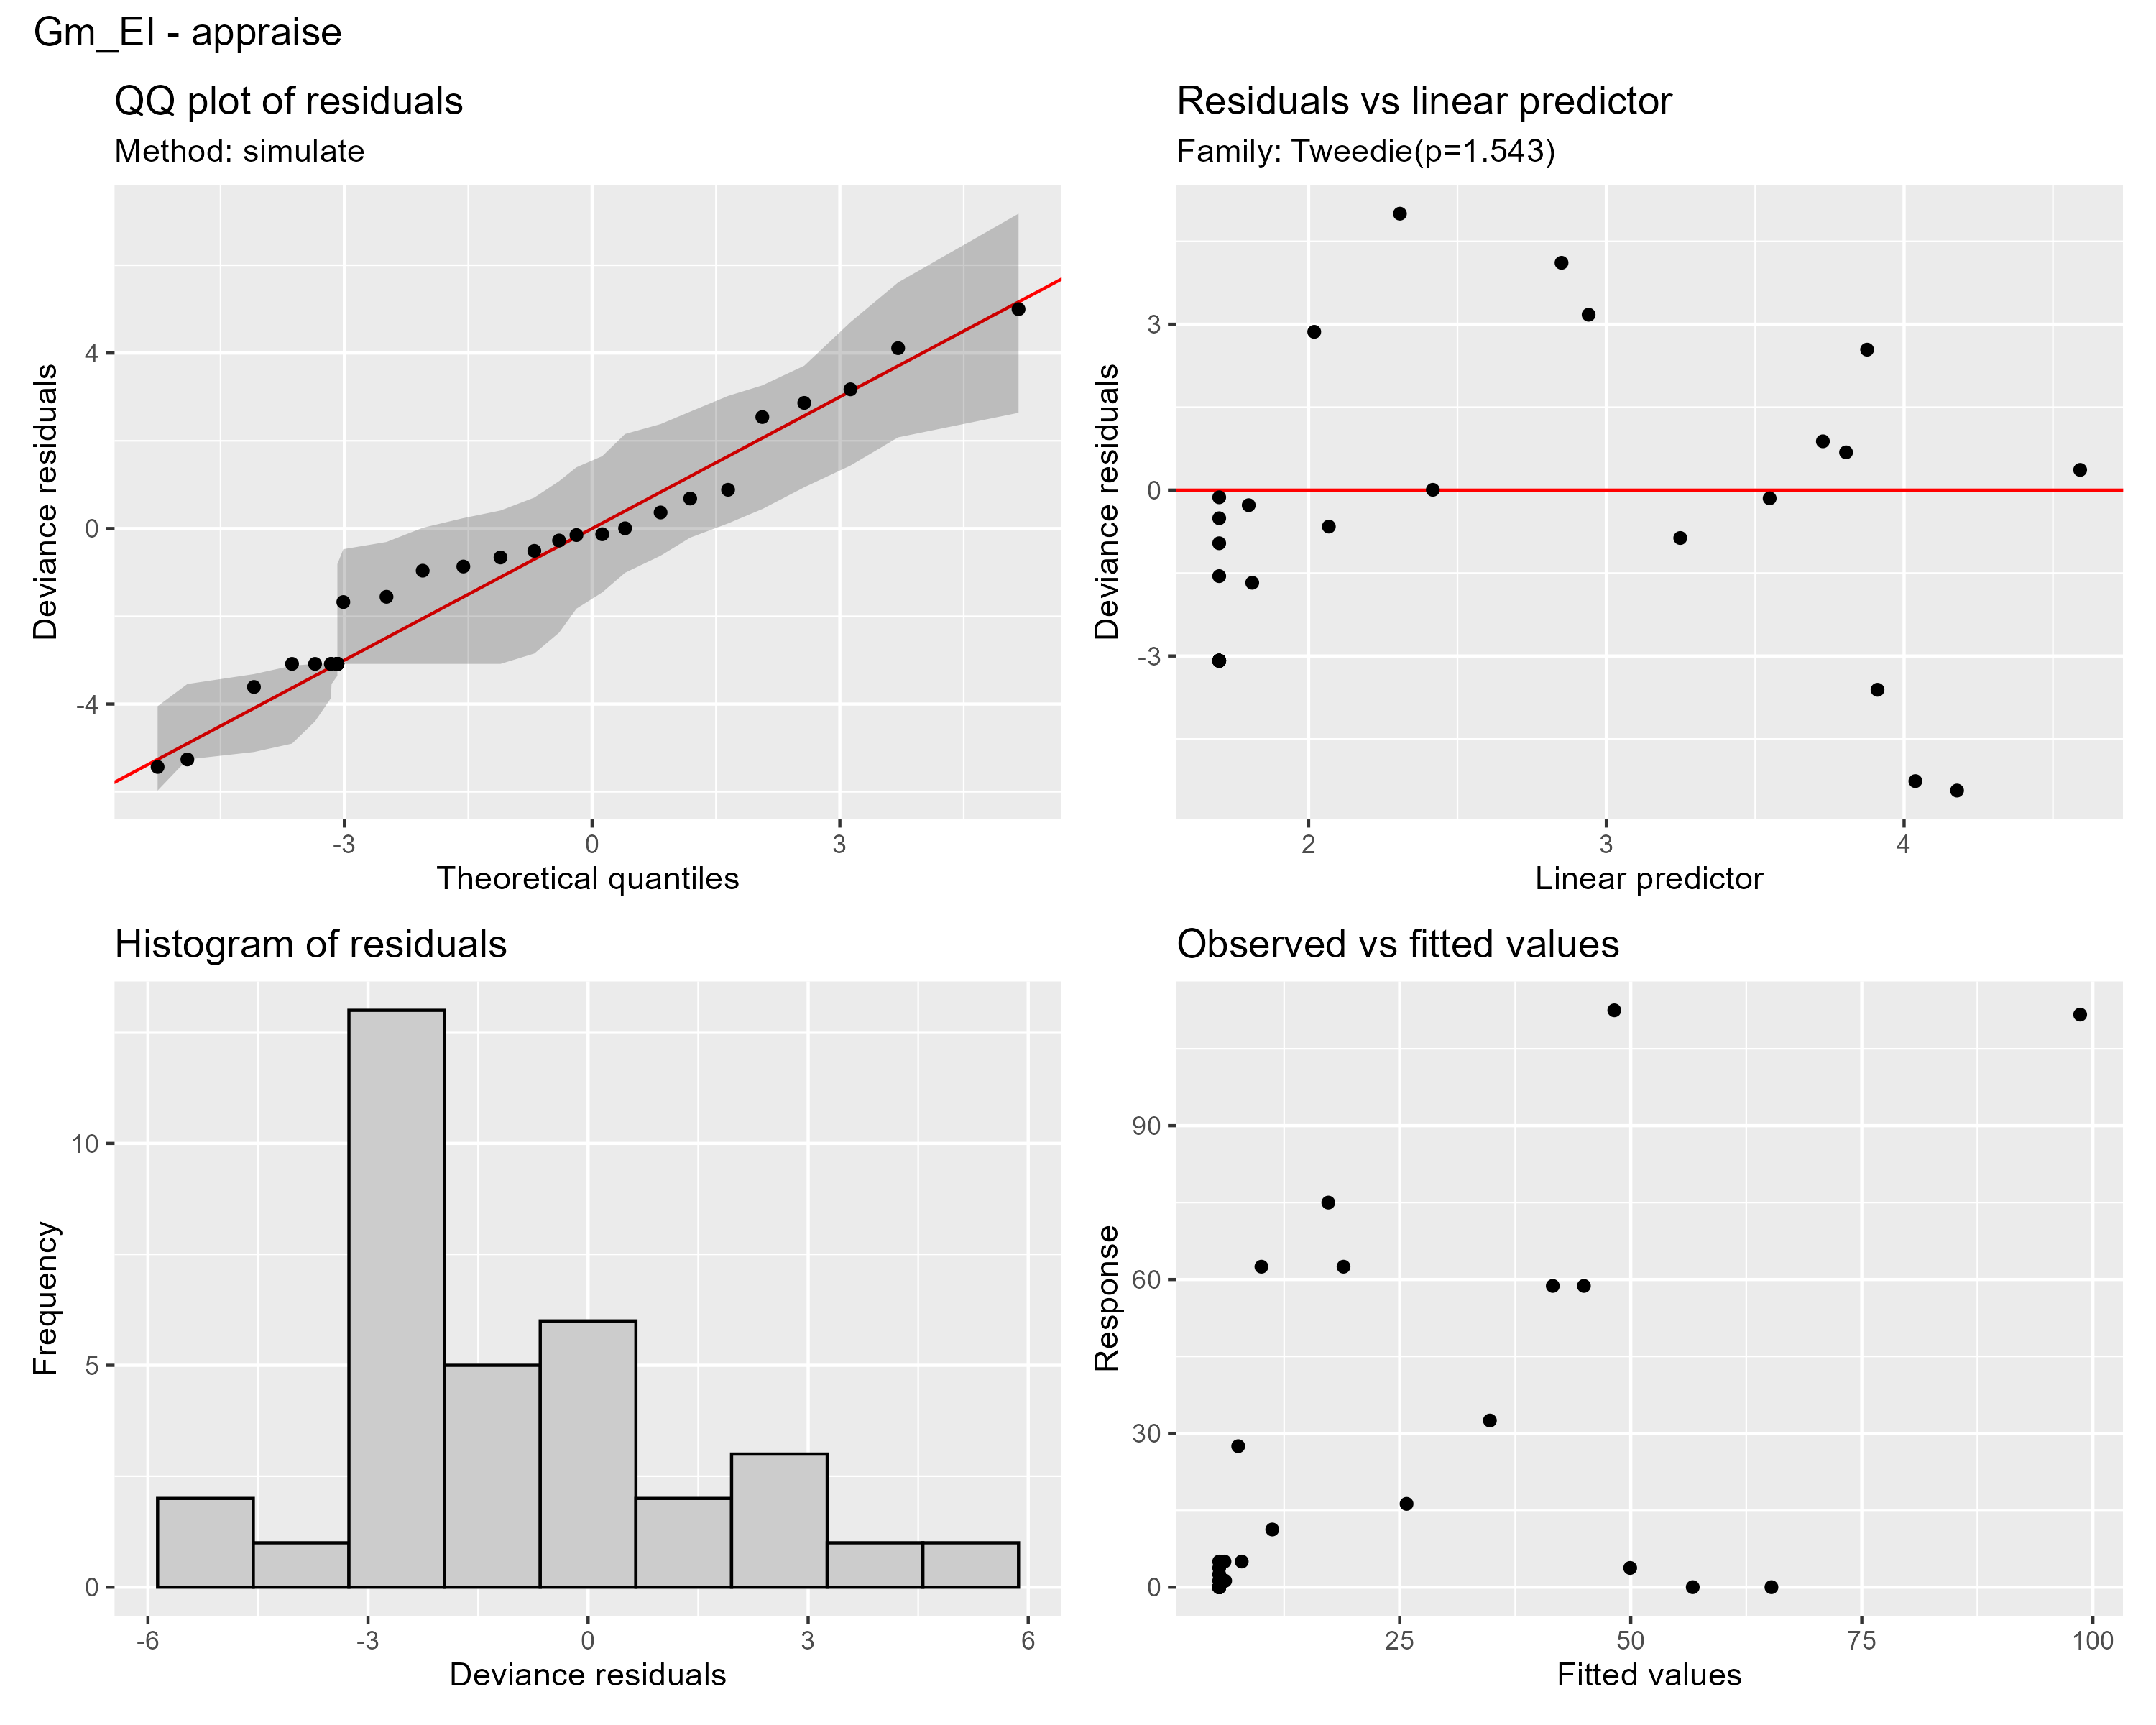 Gm_EI - appraise
QQ plot of residuals
Method: simulate
Deviance residuals
4
0
-4
-3
0
3
Theoretical quantiles
Residuals vs linear predictor
Family: Tweedie(p=1.543)
Deviance residuals
3
0
-3
2
3
4
Linear predictor
Histogram of residuals
Frequency
10
5
0
-6
-3
0
3
6
Deviance residuals
Observed vs fitted values
Response
90
60
30
0
25
50
75
100
Fitted values